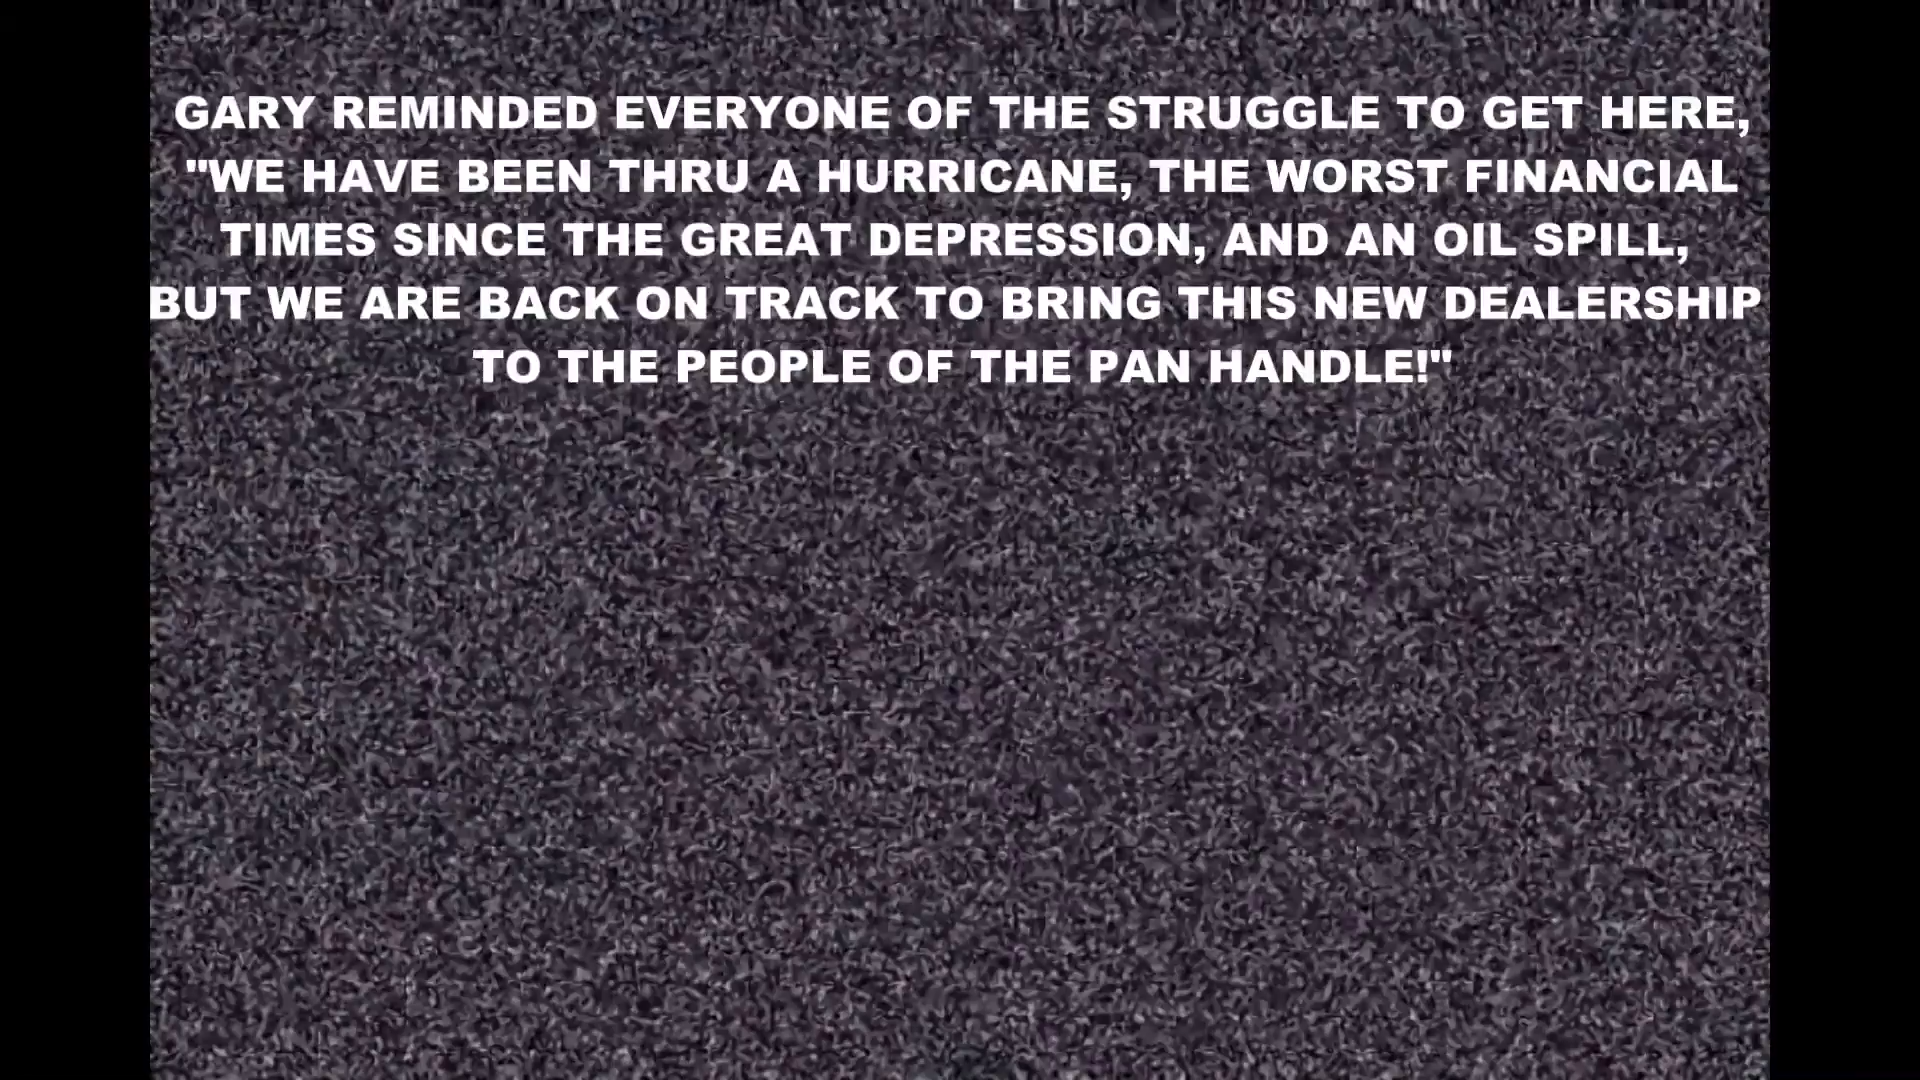 GARY REMINDED EVERYONE OF THE STRUGGLE TO GET HERE,
"WE HAVE BEEN THRU A HURRICANE, THE WORST FINANCIAL
TIMES SINCE THE GREAT DEPRESSION, AND AN OIL SPILL,
BUT WE ARE BACK ON TRACK TO BRING THIS NEW DEALERSHIP
TO THE PEOPLE OF THE PAN HANDLE!"